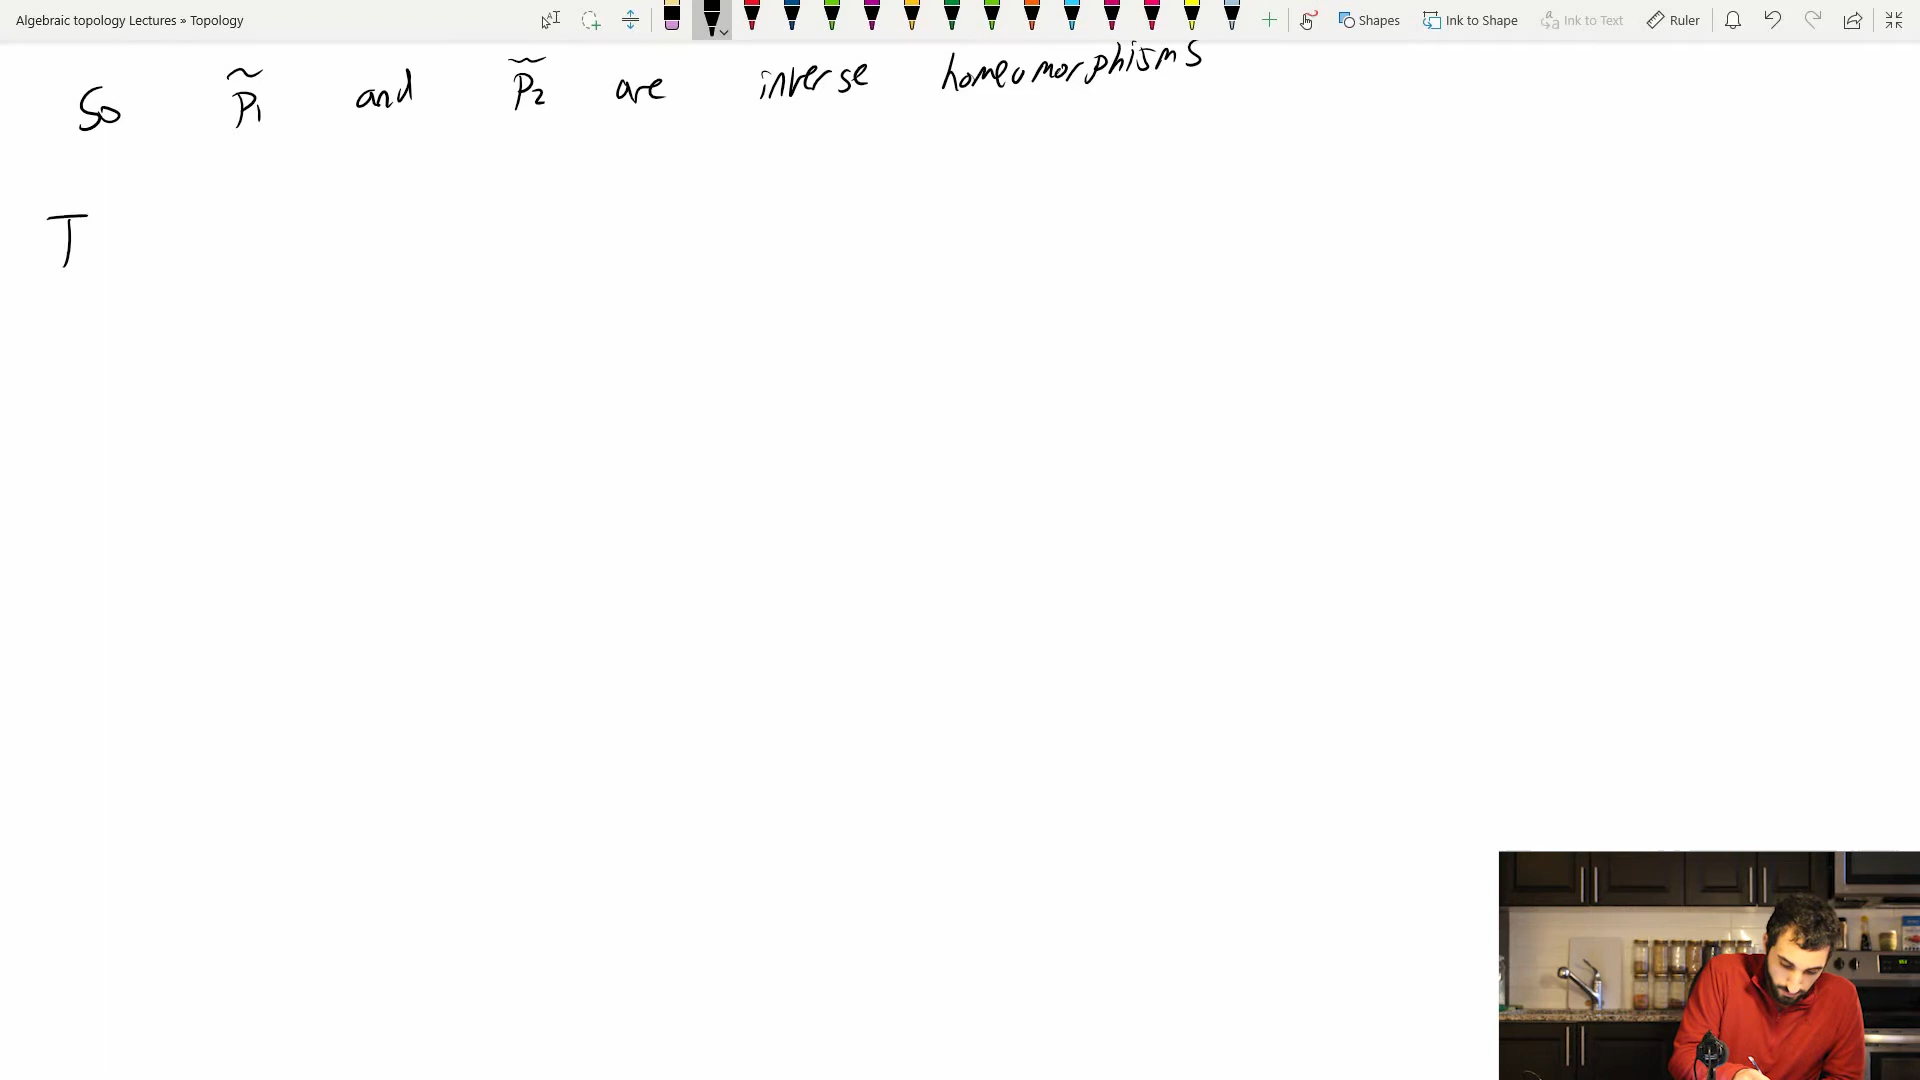 Algebraic topology Lectures » Topology
Shapes
Ink to Shape
Ink to Text
Ruler
So p̃₁ and p̃₂ are inverse homeomorphisms
T